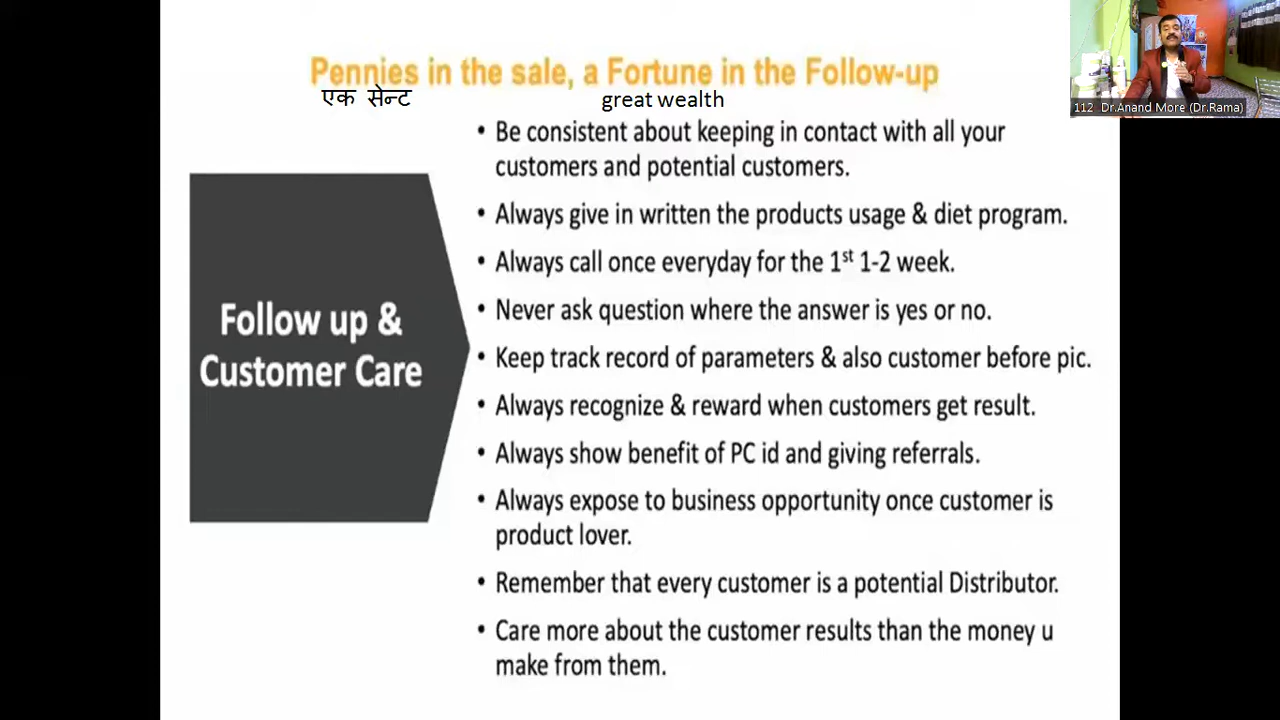 Pennies in the sale, a Fortune in the Follow-up
एक सेन्ट great wealth
112 Dr.Anand More (Dr.Rama)
Follow up &
Customer Care
• Be consistent about keeping in contact with all your
customers and potential customers.
• Always give in written the products usage & diet program.
• Always call once everyday for the 1st 1-2 week.
• Never ask question where the answer is yes or no.
• Keep track record of parameters & also customer before pic.
• Always recognize & reward when customers get result.
• Always show benefit of PC id and giving referrals.
• Always expose to business opportunity once customer is
product lover.
• Remember that every customer is a potential Distributor.
• Care more about the customer results than the money u
make from them.